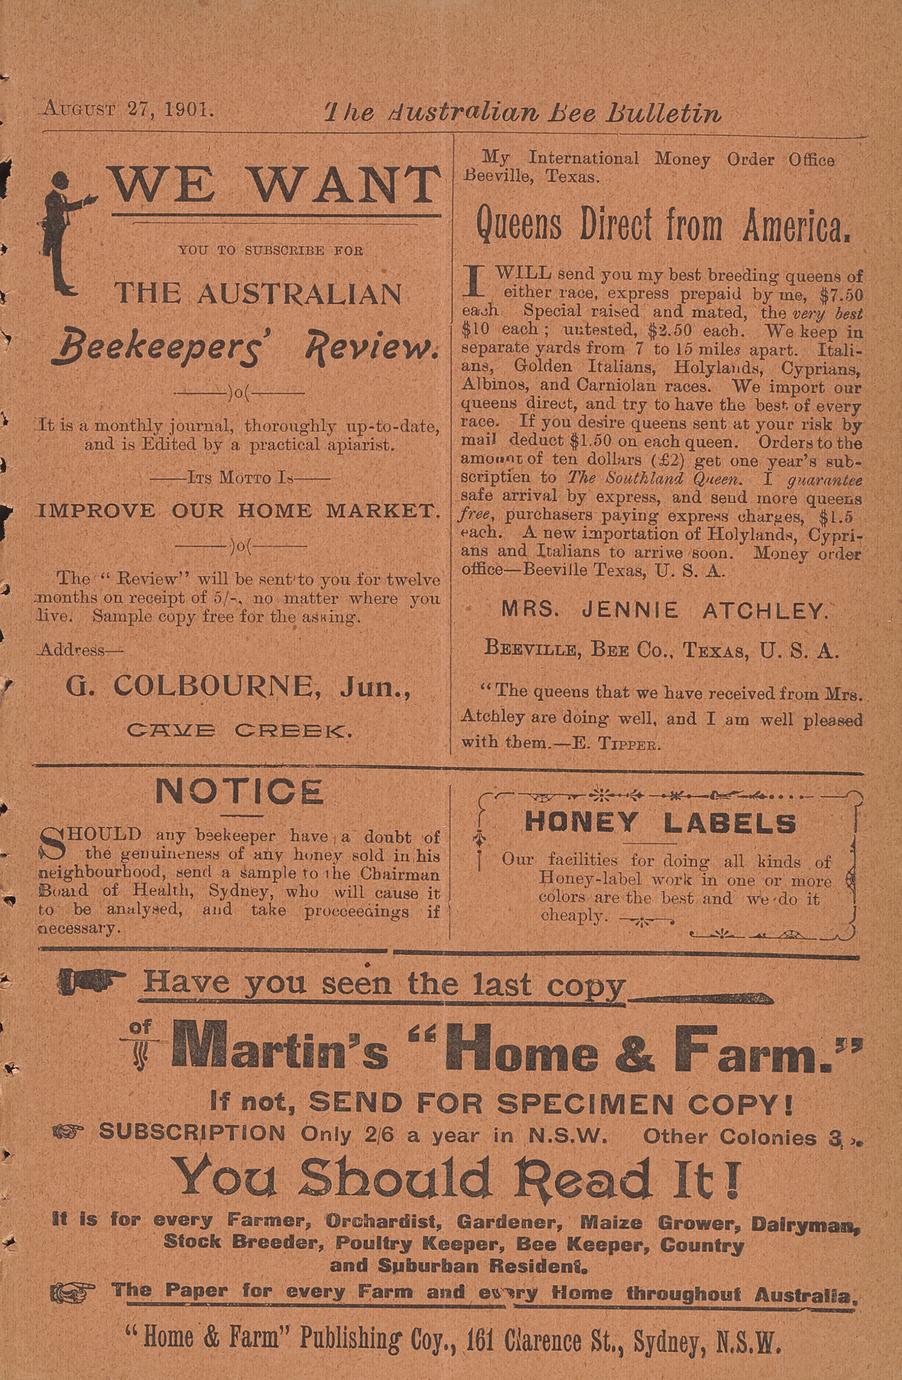 August 27, 1901. The Australian Bee Bulletin
WE WANT
YOU TO SUBSCRIBE FOR
THE AUSTRALIAN
Beekeepers' Review.
)o(
It is a monthly journal, thoroughly up-to-date,
and is Edited by a practical apiarist.
——Its Motto Is——
IMPROVE OUR HOME MARKET.
)o(
The “ Review” will be sent to you for twelve
months on receipt of 5/-, no matter where you
live. Sample copy free for the asking.
Address—
G. COLBOURNE, Jun.,
CAVE CREEK.
My International Money Order Office
Beeville, Texas.
Queens Direct from America.
I WILL send you my best breeding queens of
either race, express prepaid by me, $7.50
each. Special raised and mated, the very best
$10 each ; untested, $2.50 each. We keep in
separate yards from 7 to 15 miles apart. Itali-
ans, Golden Italians, Holylands, Cyprians,
Albinos, and Carniolan races. We import our
queens direct, and try to have the best of every
race. If you desire queens sent at your risk by
mail deduct $1.50 on each queen. Orders to the
amount of ten dollars (£2) get one year's sub-
scriptien to The Southland Queen. I guarantee
safe arrival by express, and send more queens
free, purchasers paying express charges, $1.5
each. A new importation of Holylands, Cypri-
ans and Italians to arrive soon. Money order
office—Beeville Texas, U. S. A.
MRS. JENNIE ATCHLEY.
Beeville, Bee Co., Texas, U. S. A.
“The queens that we have received from Mrs.
Atchley are doing well, and I am well pleased
with them.—E. Tipper.
NOTICE
SHOULD any beekeeper have a doubt of
the genuineness of any honey sold in his
neighbourhood, send a sample to the Chairman
Board of Health, Sydney, who will cause it
to be analysed, and take procceedings if
necessary.
HONEY LABELS
Our facilities for doing all kinds of
Honey-label work in one or more
colors are the best and we do it
cheaply.
Have you seen the last copy
of Martin's “Home & Farm.”
If not, SEND FOR SPECIMEN COPY!
SUBSCRIPTION Only 2/6 a year in N.S.W. Other Colonies 3
You Should Read It!
It is for every Farmer, Orchardist, Gardener, Maize Grower, Dairyman,
Stock Breeder, Poultry Keeper, Bee Keeper, Country
and Suburban Resident.
The Paper for every Farm and every Home throughout Australia.
“Home & Farm” Publishing Coy., 161 Clarence St., Sydney, N.S.W.